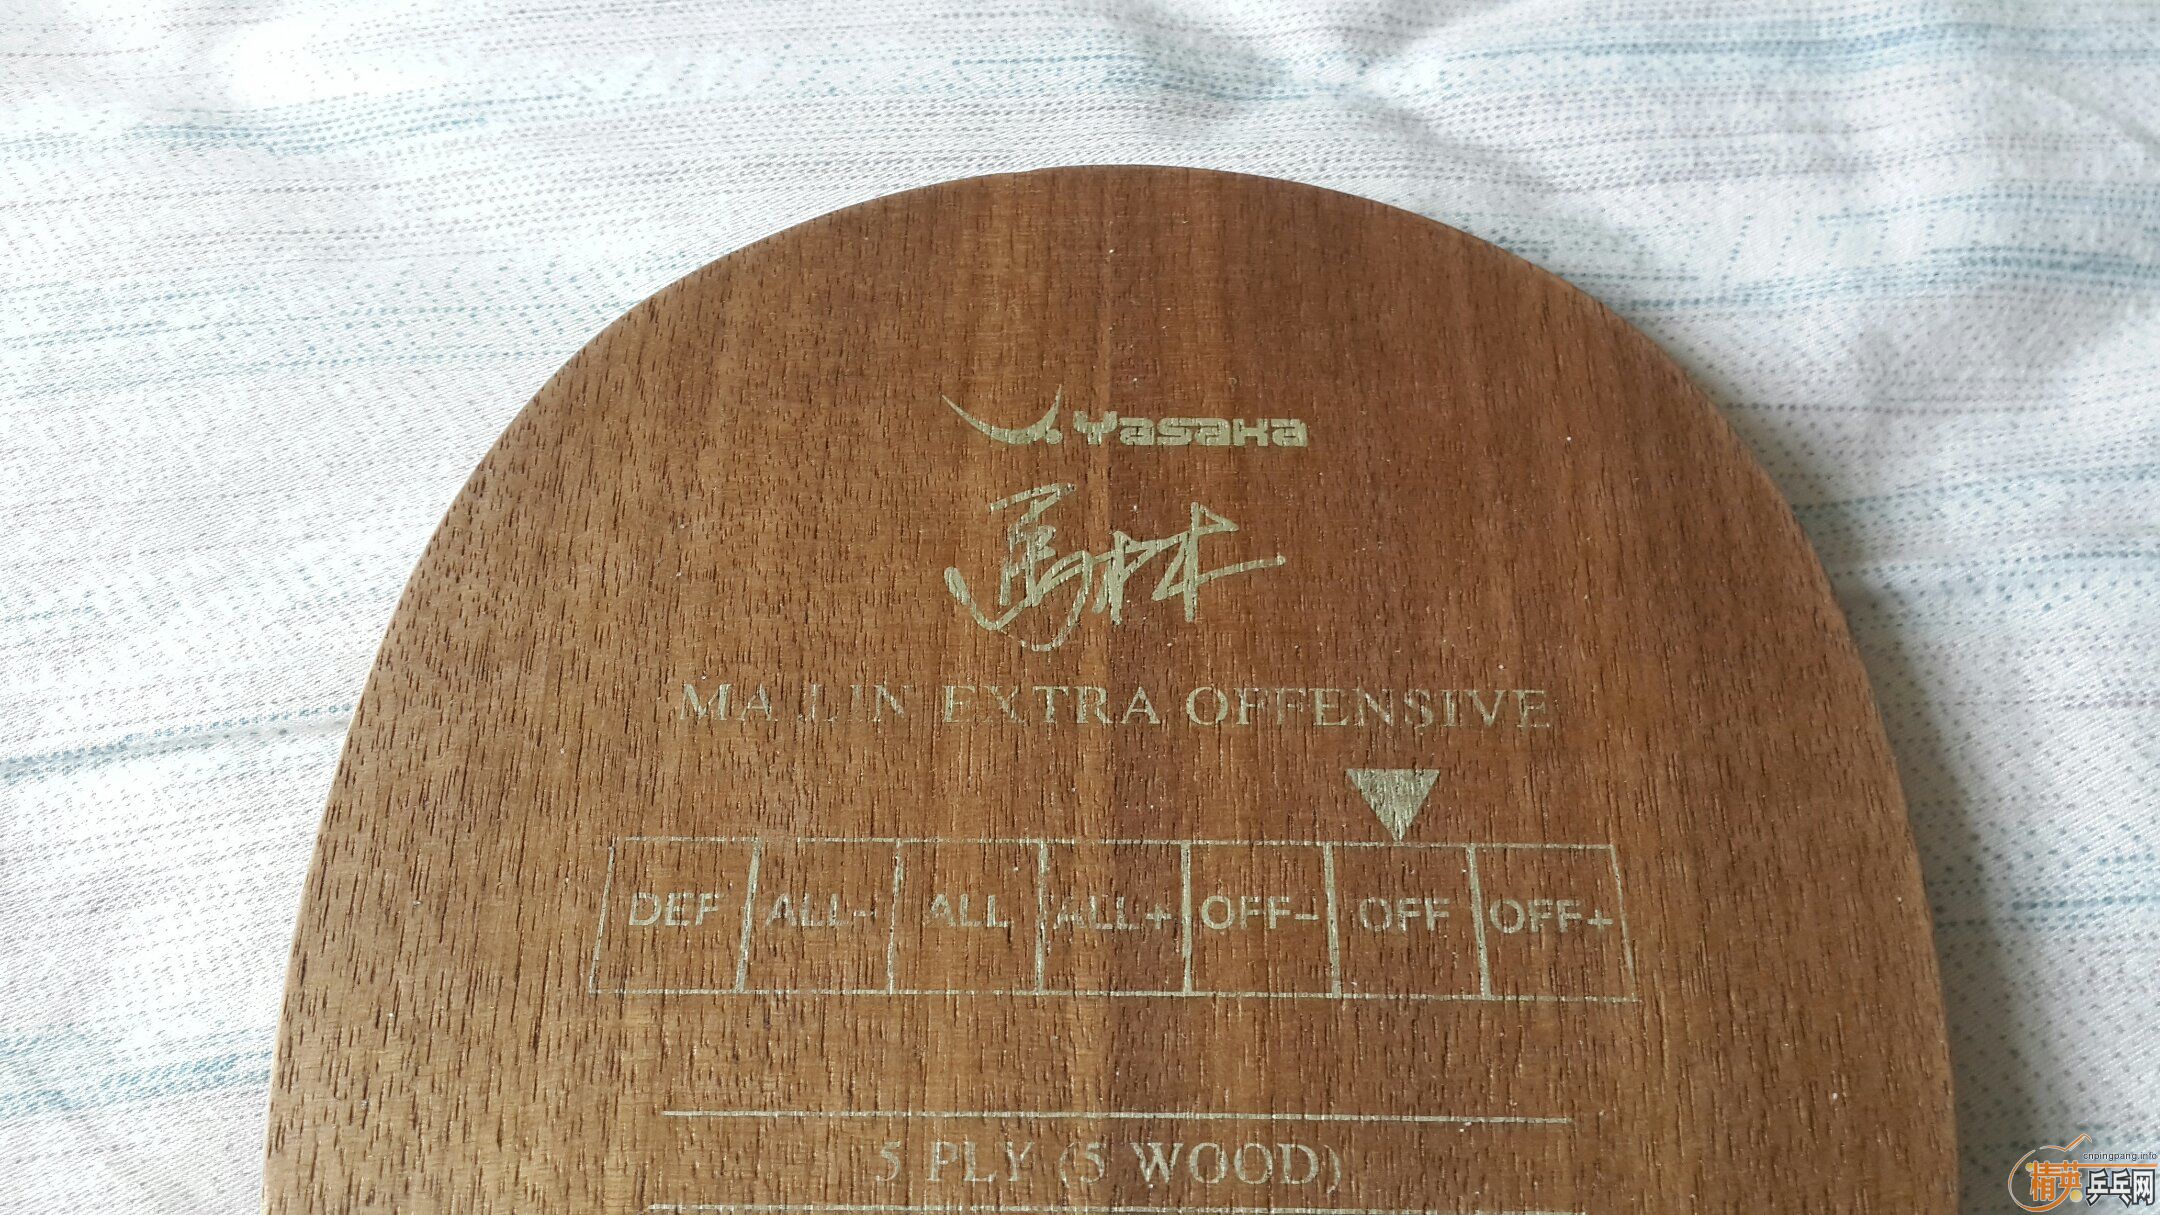 Yasaka
馬林
MA LIN EXTRA OFFENSIVE
DEF ALL- ALL ALL+ OFF- OFF OFF+
5 PLY (5 WOOD)
cnpingpang.info
精英乒乓网